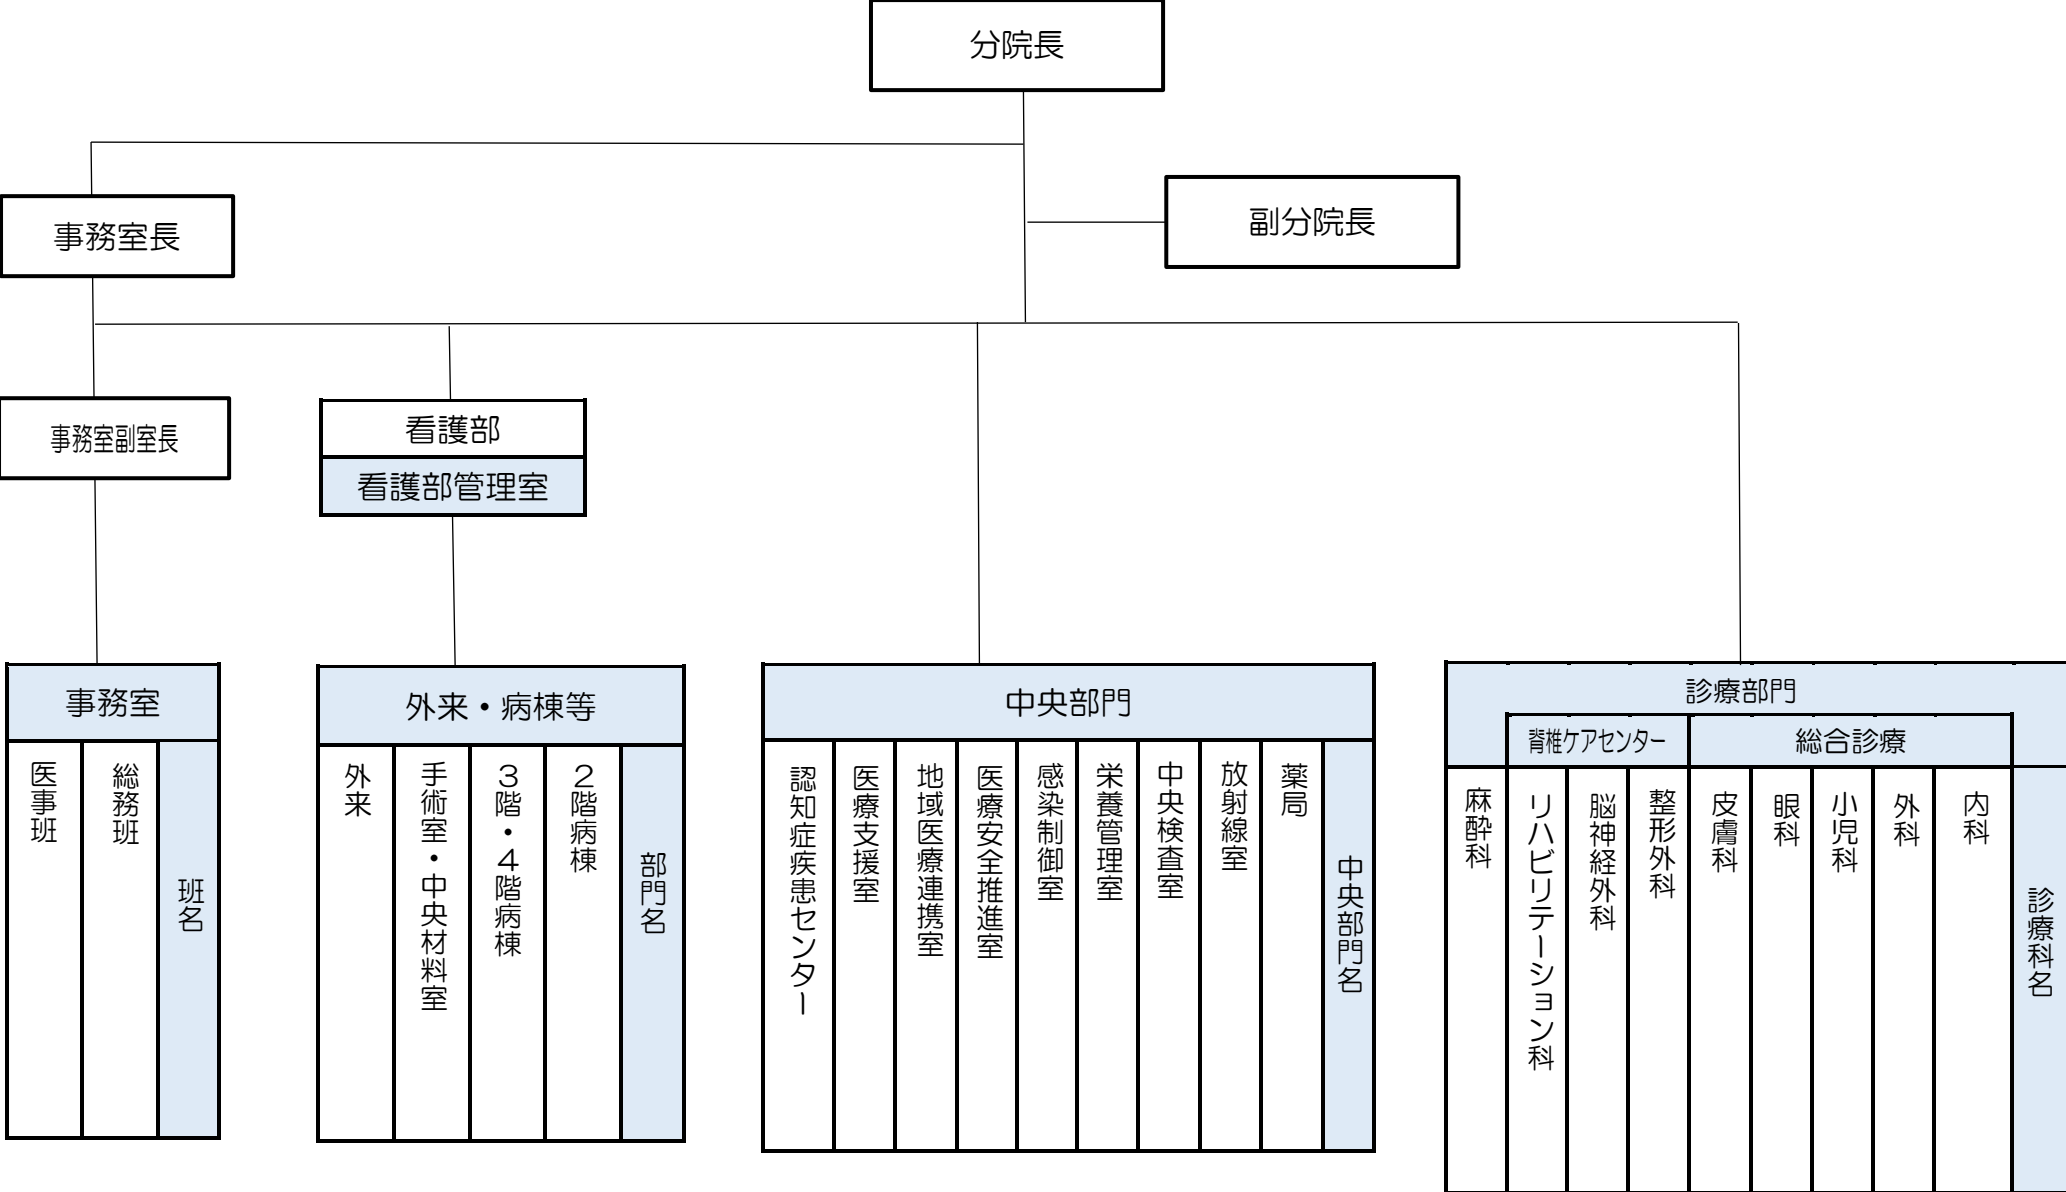 分院長
副分院長
事務室長
事務室副室長
看護部
看護部管理室
事務室
班名
総務班
医事班
外来・病棟等
部門名
２階病棟
３階・４階病棟
手術室・中央材料室
外来
中央部門
中央部門名
薬局
放射線室
中央検査室
栄養管理室
感染制御室
医療安全推進室
地域医療連携室
医療支援室
認知症疾患センター
診療部門
脊椎ケアセンター
総合診療
診療科名
内科
外科
小児科
眼科
皮膚科
整形外科
脳神経外科
リハビリテーション科
麻酔科